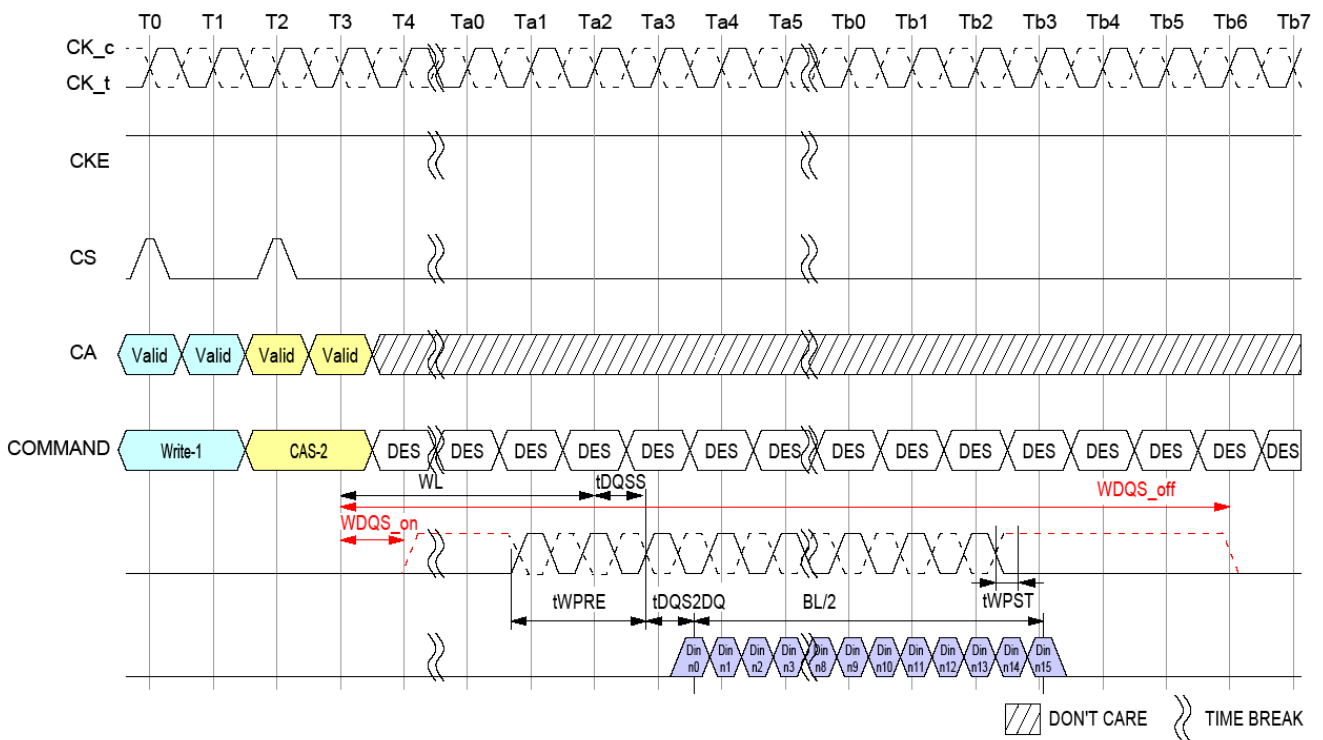 T0 T1 T2 T3 T4 Ta0 Ta1 Ta2 Ta3 Ta4 Ta5 Tb0 Tb1 Tb2 Tb3 Tb4 Tb5 Tb6 Tb7
CK_c
CK_t
CKE
CS
CA Valid Valid Valid Valid
COMMAND Write-1 CAS-2 DES DES DES DES DES DES DES DES DES DES DES DES DES DES DES
WL tDQSS WDQS_off
WDQS_on
tWPRE tDQS2DQ BL/2 tWPST
Din Din Din Din Din Din Din Din Din Din Din Din
n0 n1 n2 n3 n8 n9 n10 n11 n12 n13 n14 n15
DON'T CARE TIME BREAK